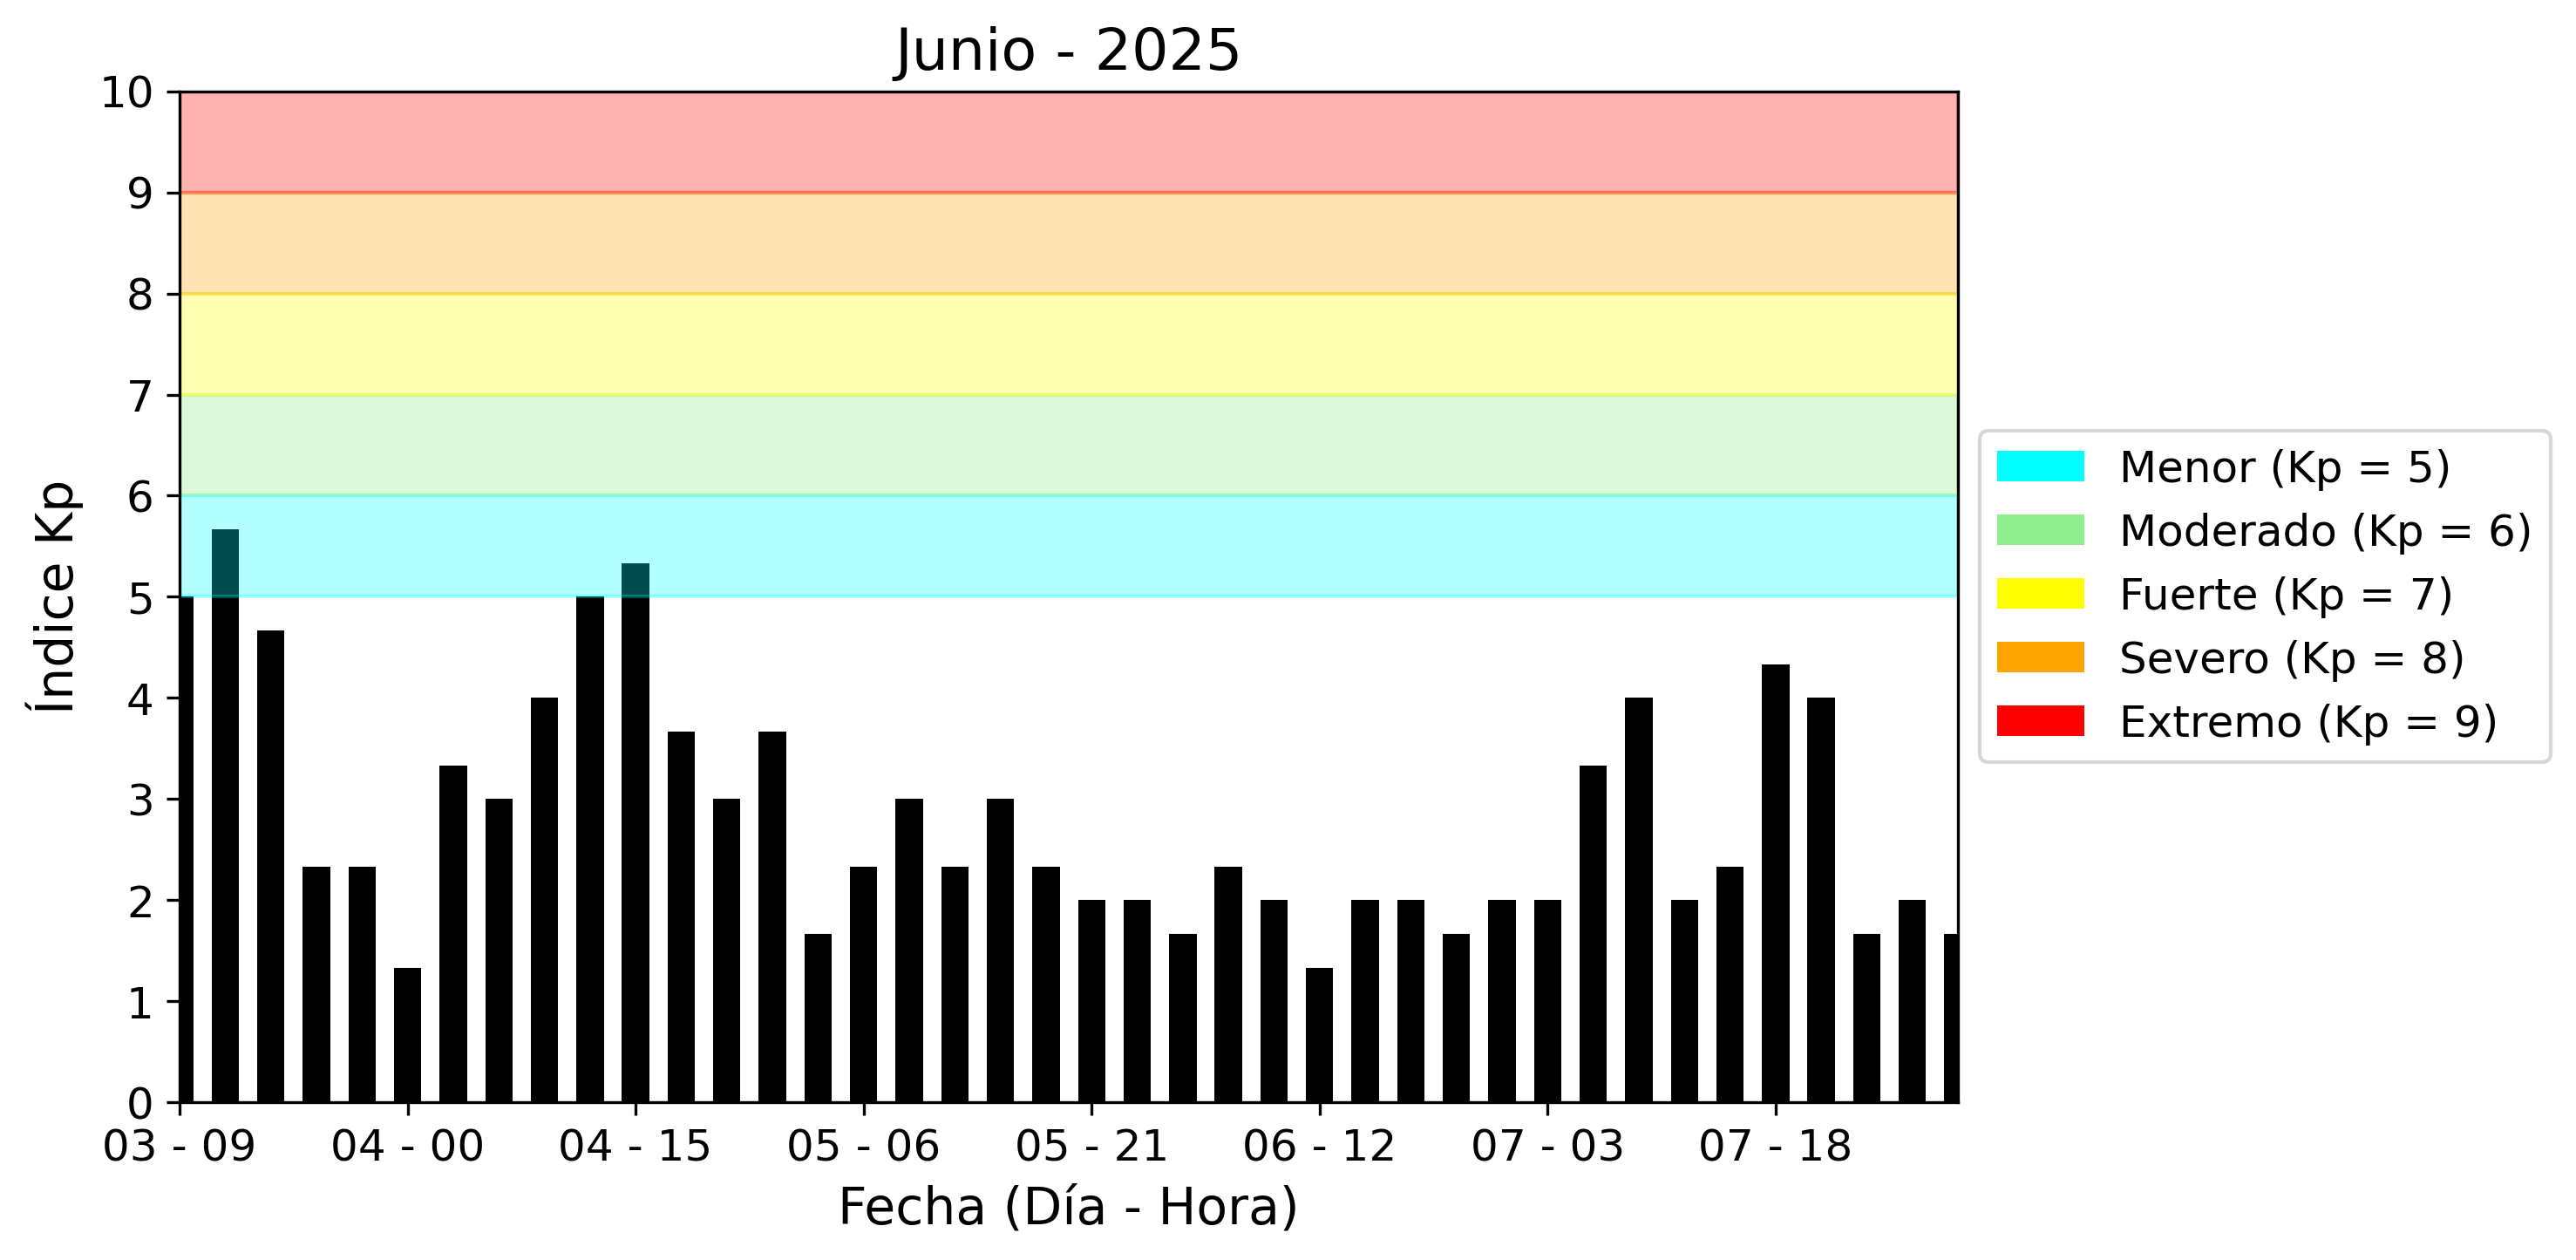 Junio - 2025
10
9
8
7
6
5
4
3
2
1
0
Índice Kp
03 - 09 04 - 00 04 - 15 05 - 06 05 - 21 06 - 12 07 - 03 07 - 18
Fecha (Día - Hora)
Menor (Kp = 5)
Moderado (Kp = 6)
Fuerte (Kp = 7)
Severo (Kp = 8)
Extremo (Kp = 9)